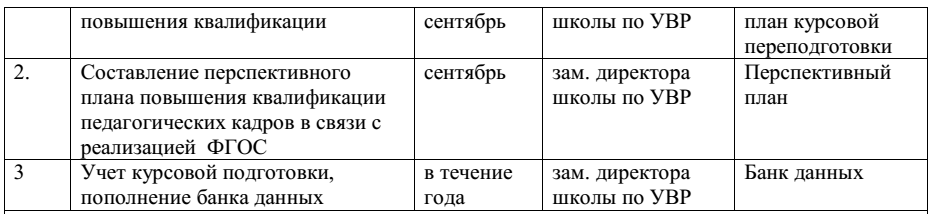 повышения квалификации сентябрь школы по УВР план курсовой
переподготовки
2. Составление перспективного сентябрь зам. директора Перспективный
плана повышения квалификации школы по УВР план
педагогических кадров в связи с
реализацией ФГОС
3 Учет курсовой подготовки, в течение зам. директора Банк данных
пополнение банка данных года школы по УВР